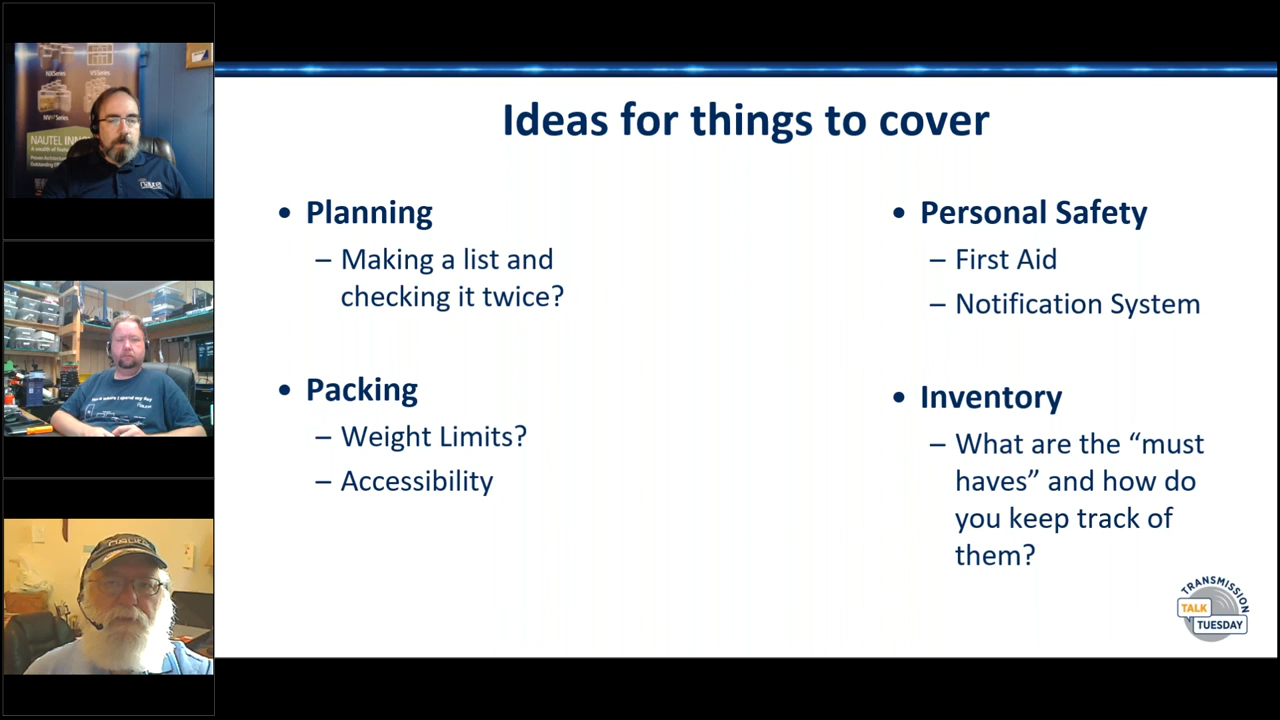 Ideas for things to cover
• Planning
– Making a list and
checking it twice?
• Packing
– Weight Limits?
– Accessibility
• Personal Safety
– First Aid
– Notification System
• Inventory
– What are the “must
haves” and how do
you keep track of
them?
TRANSMISSION
TALK
TUESDAY
NXSeries
VSSeries
NAUTEL